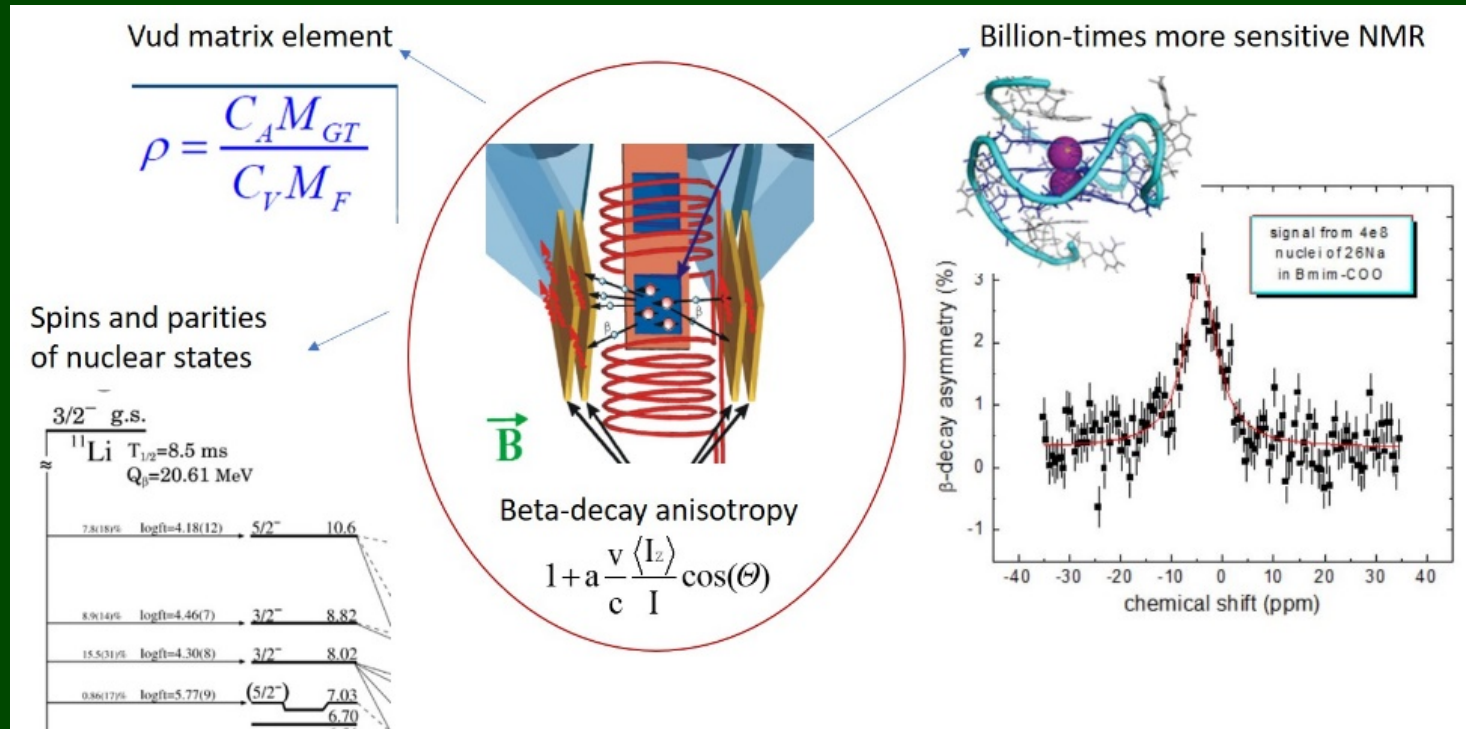 Vud matrix element
ρ = C_A M_GT / C_V M_F
Spins and parities
of nuclear states
3/2⁻ g.s.
¹¹Li T₁/₂=8.5 ms
Qᵦ=20.61 MeV
7.8(18)% logft=4.18(12) 5/2⁻ 10.6
8.9(14)% logft=4.46(7) 3/2⁻ 8.82
15.5(31)% logft=4.30(8) 3/2⁻ 8.02
0.86(17)% logft=5.77(9) (5/2⁻) 7.03
6.70
β β
B
Beta-decay anisotropy
1 + a v/c ⟨I_z⟩/I cos(Θ)
Billion-times more sensitive NMR
signal from 4e8
nuclei of 26Na
in Bmim-COO
β-decay asymmetry (%)
3
2
1
0
-1
-40 -30 -20 -10 0 10 20 30 40
chemical shift (ppm)